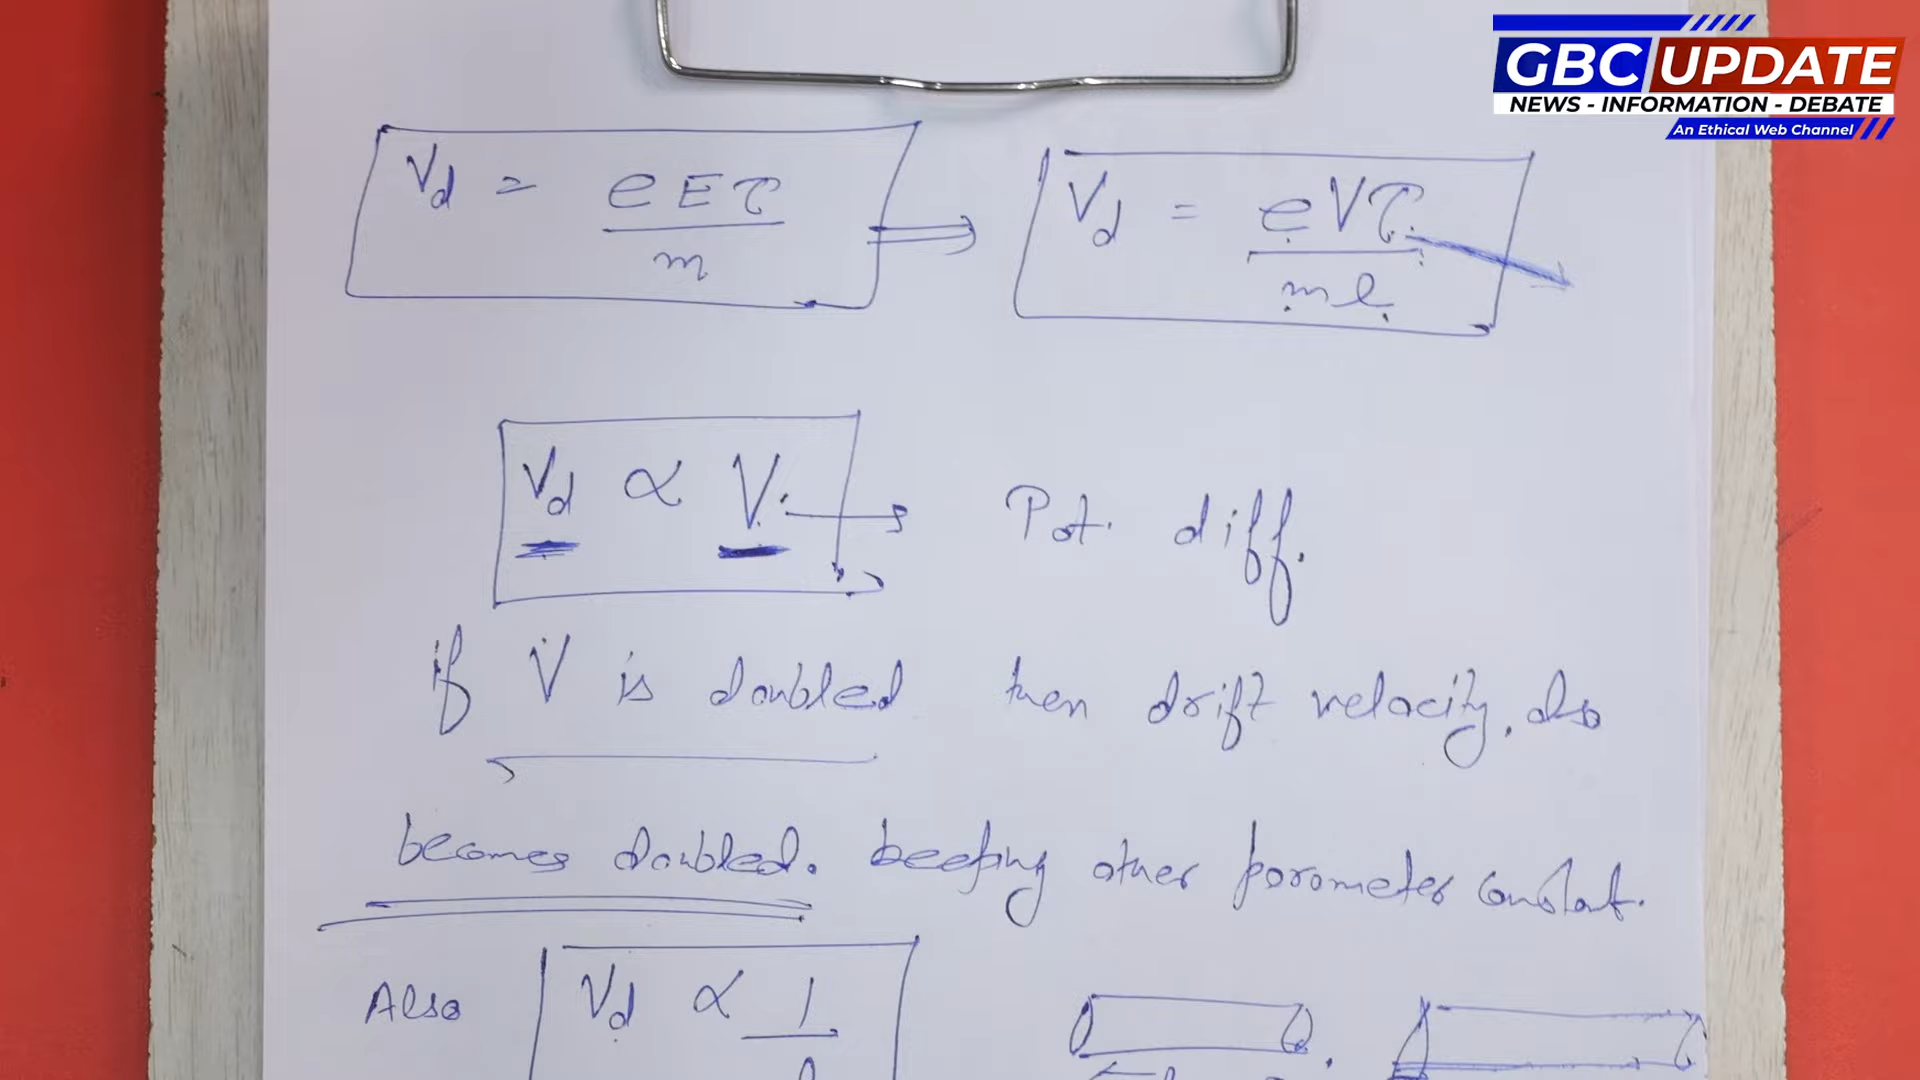 GBC UPDATE
NEWS - INFORMATION - DEBATE
An Ethical Web Channel
Vd = eEτ/m ⇒ Vd = eVτ/ml
Vd ∝ V → Pot. diff.
if V is doubled then drift velocity, also
becomes doubled. keeping other parameter constant.
Also Vd ∝ 1/l